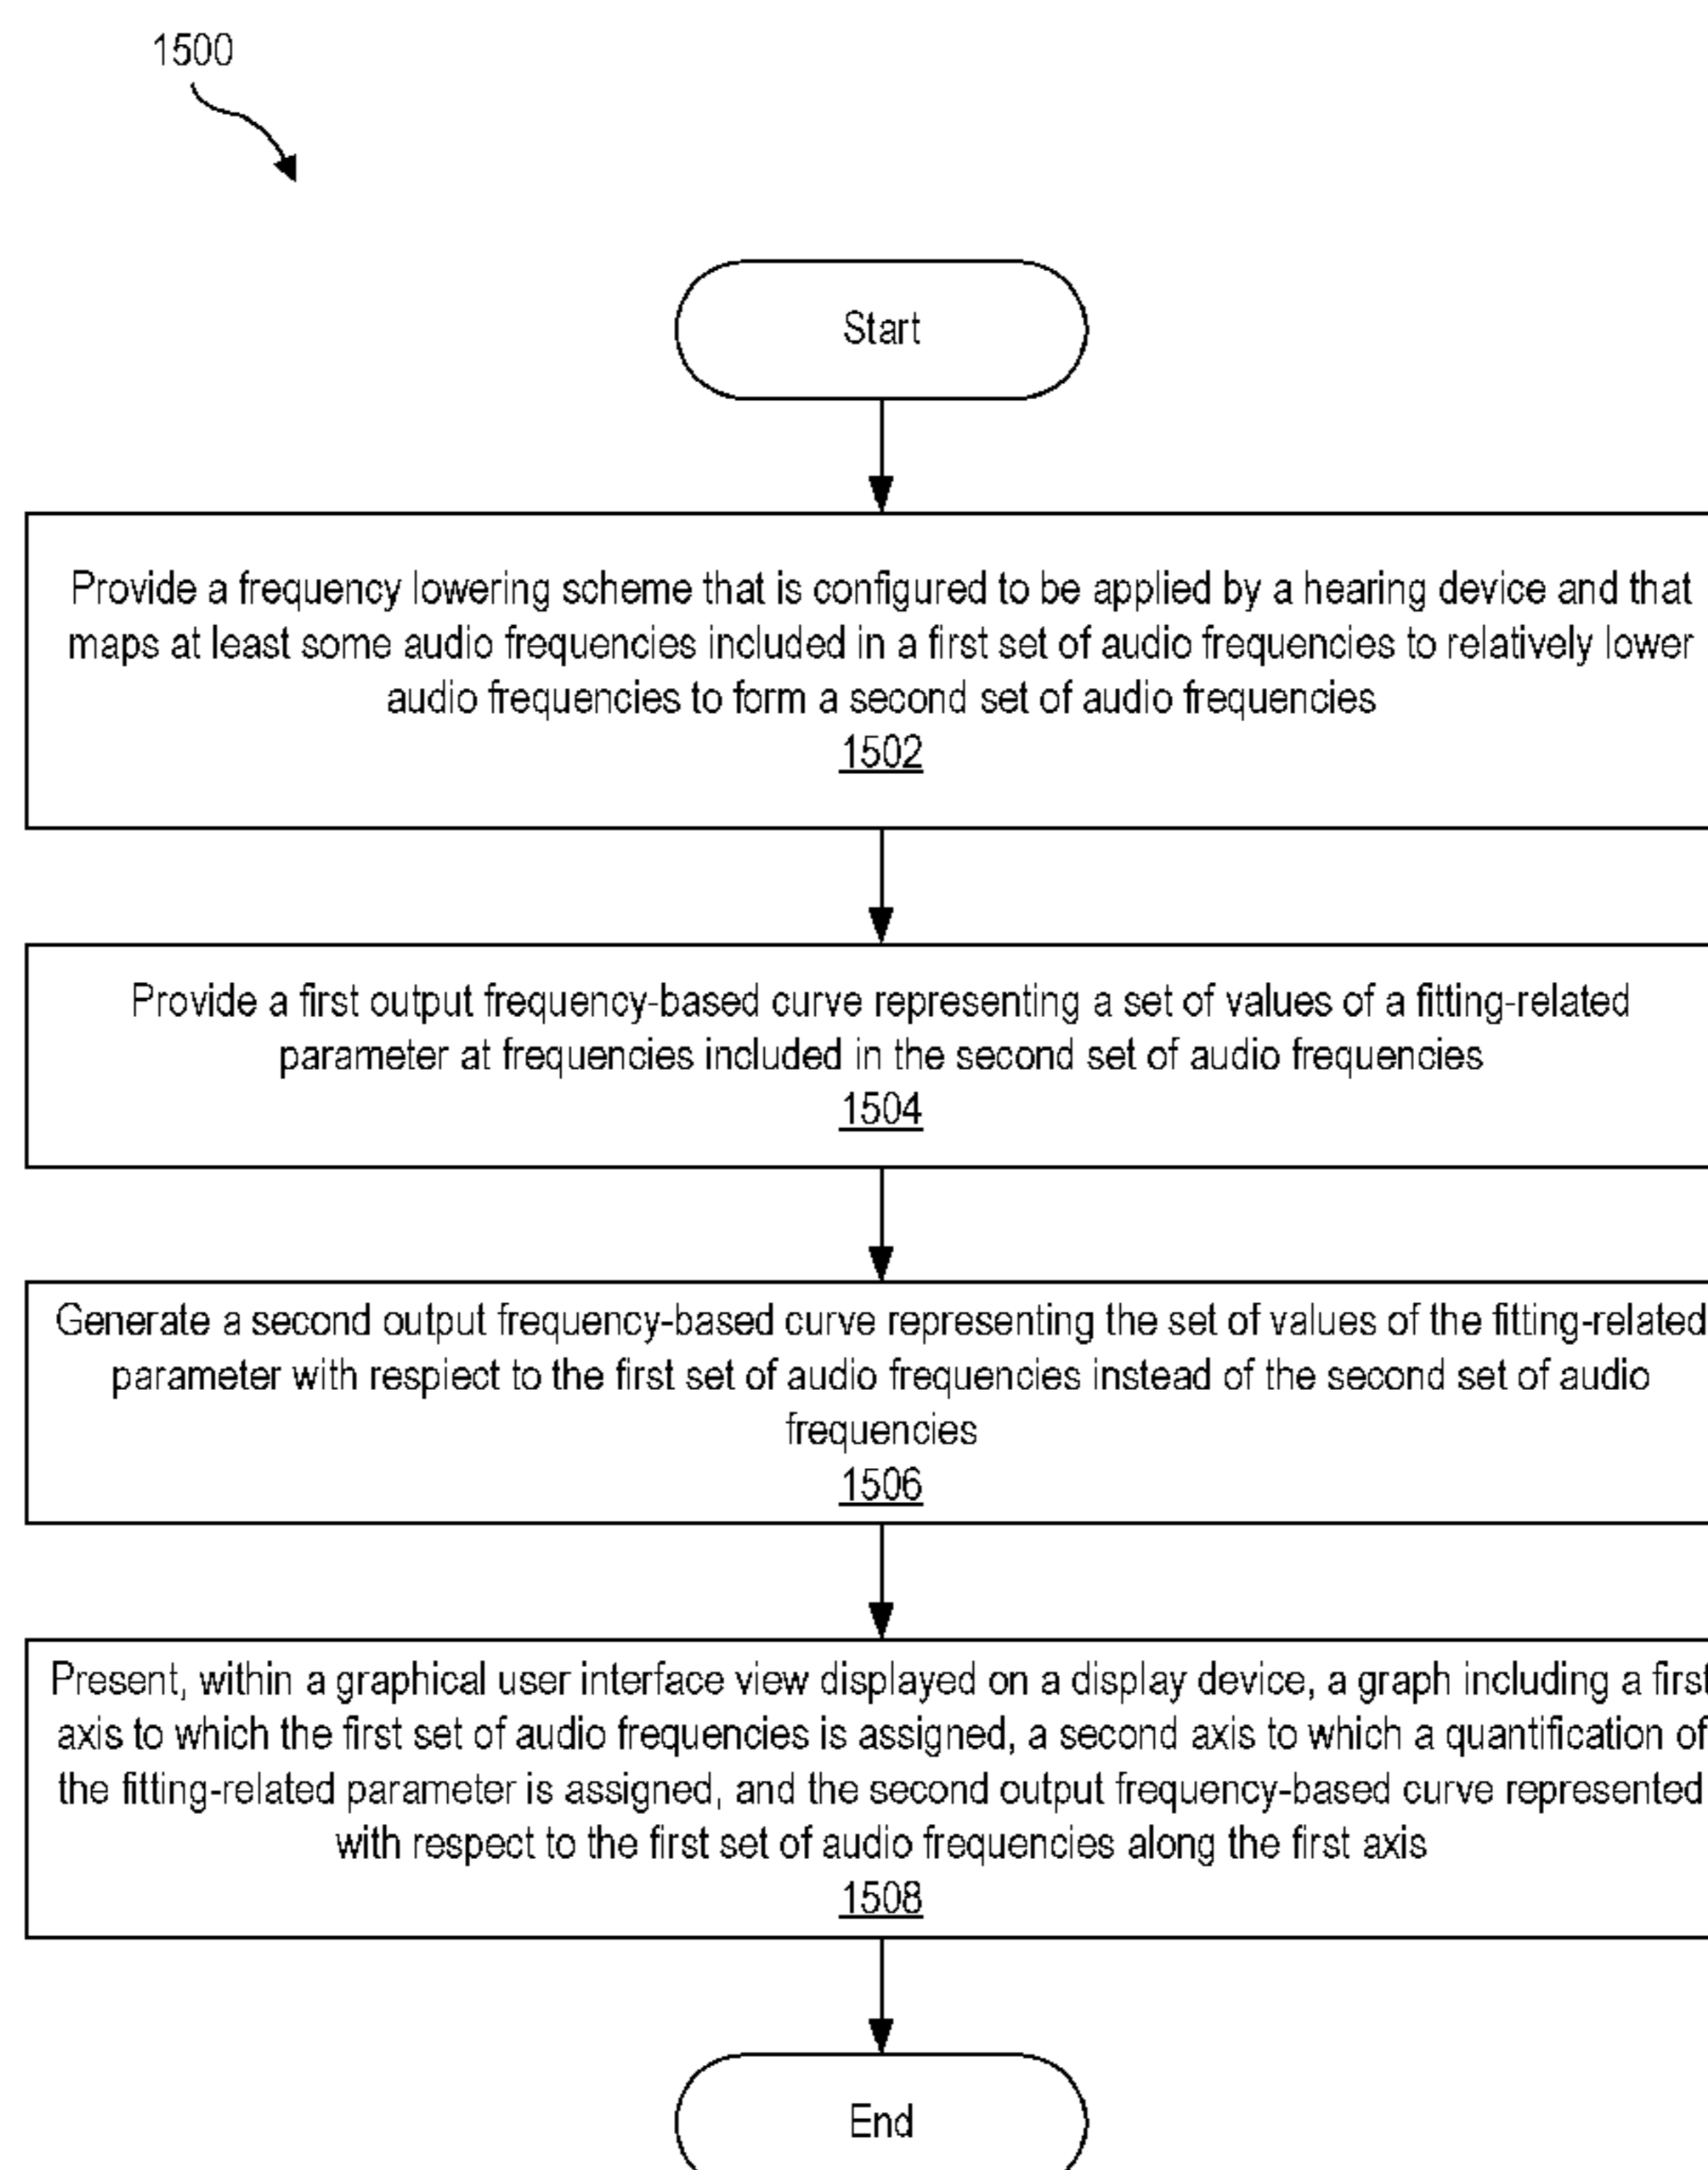 1500
Start
Provide a frequency lowering scheme that is configured to be applied by a hearing device and that
maps at least some audio frequencies included in a first set of audio frequencies to relatively lower
audio frequencies to form a second set of audio frequencies
1502
Provide a first output frequency-based curve representing a set of values of a fitting-related
parameter at frequencies included in the second set of audio frequencies
1504
Generate a second output frequency-based curve representing the set of values of the fitting-related
parameter with respiect to the first set of audio frequencies instead of the second set of audio
frequencies
1506
Present, within a graphical user interface view displayed on a display device, a graph including a first
axis to which the first set of audio frequencies is assigned, a second axis to which a quantification of
the fitting-related parameter is assigned, and the second output frequency-based curve represented
with respect to the first set of audio frequencies along the first axis
1508
End